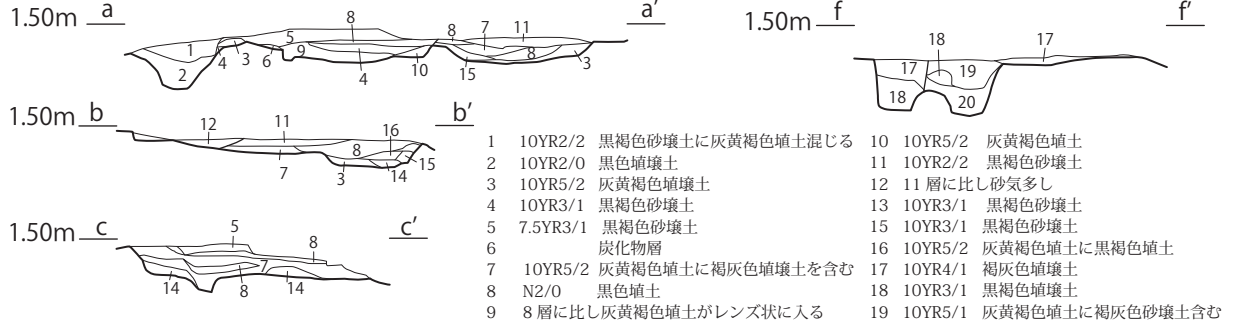 1.50m a a′
8 8 7 11
5
1 2 4 3 6 9 4 10 15 8 3
1.50m b b′
12 11 16
8 15
7 3 14
1.50m c c′
5 8
7
14 8 14
1.50m f f′
18 17
17 19
18 20
1 10YR2/2 黒褐色砂壌土に灰黄褐色埴土混じる
2 10YR2/0 黒色埴壌土
3 10YR5/2 灰黄褐色埴壌土
4 10YR3/1 黒褐色砂壌土
5 7.5YR3/1 黒褐色砂壌土
6 炭化物層
7 10YR5/2 灰黄褐色埴土に褐灰色埴壌土を含む
8 N2/0 黒色埴土
9 8層に比し灰黄褐色埴土がレンズ状に入る
10 10YR5/2 灰黄褐色埴土
11 10YR2/2 黒褐色砂壌土
12 11層に比し砂気多し
13 10YR3/1 黒褐色砂壌土
15 10YR3/1 黒褐色砂壌土
16 10YR5/2 灰黄褐色埴土に黒褐色埴土
17 10YR4/1 褐灰色埴壌土
18 10YR3/1 黒褐色埴壌土
19 10YR5/1 灰黄褐色埴土に褐灰色砂壌土含む